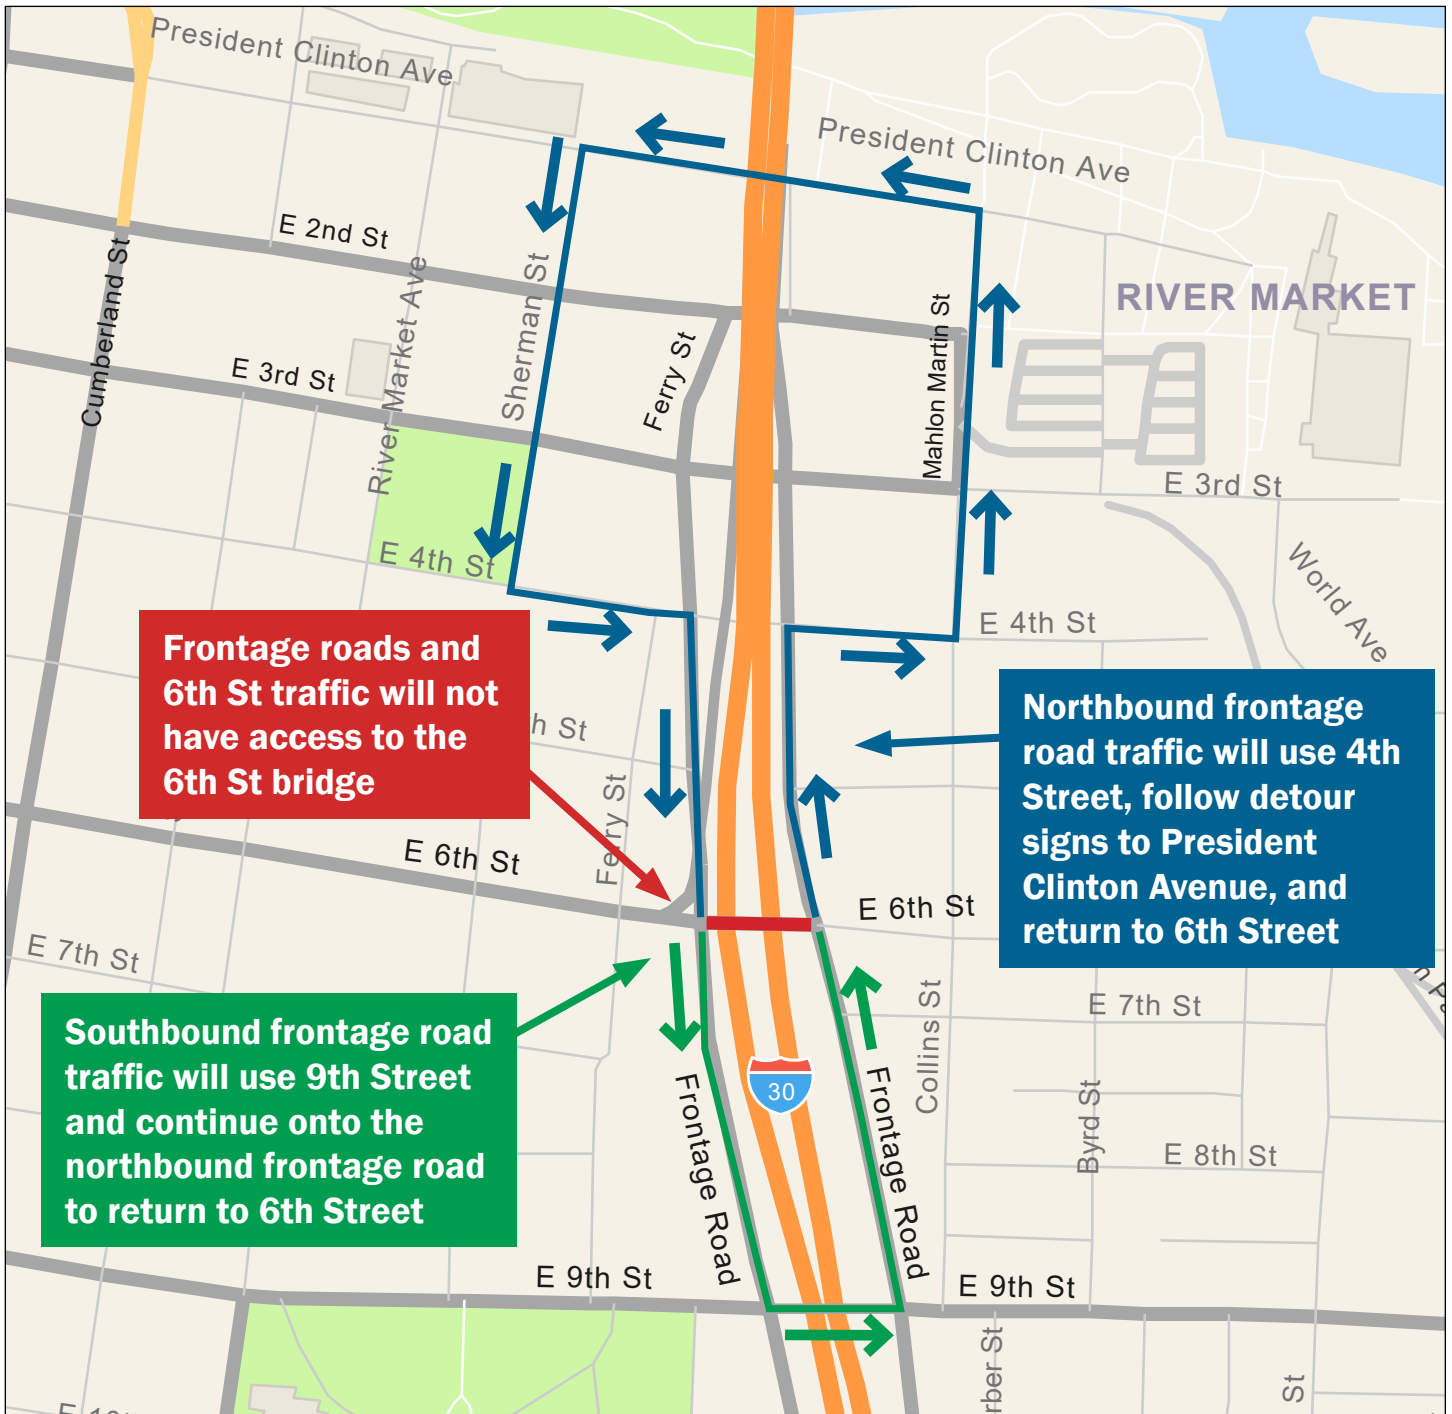 President Clinton Ave
President Clinton Ave
E 2nd St
Cumberland St
River Market Ave
Sherman St
RIVER MARKET
Mahlon Martin St
Ferry St
E 3rd St
E 3rd St
E 4th St
World Ave
E 4th St
Frontage roads and
6th St traffic will not
have access to the
6th St bridge
Northbound frontage
road traffic will use 4th
Street, follow detour
signs to President
Clinton Avenue, and
return to 6th Street
St
Ferry St
E 6th St
E 6th St
E 7th St
Collins St
E 7th St
Southbound frontage road
traffic will use 9th Street
and continue onto the
northbound frontage road
to return to 6th Street
30
Frontage Road
Frontage Road
Byrd St
E 8th St
E 9th St
E 9th St
St
St